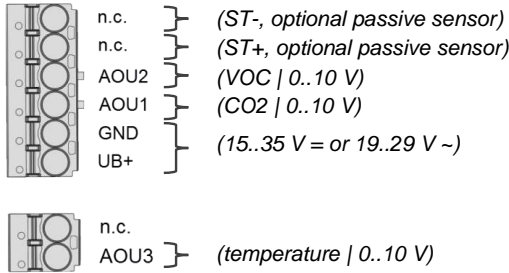 n.c. (ST-, optional passive sensor)
n.c. (ST+, optional passive sensor)
AOU2 (VOC | 0..10 V)
AOU1 (CO2 | 0..10 V)
GND
UB+ (15..35 V = or 19..29 V ~)
n.c.
AOU3 (temperature | 0..10 V)